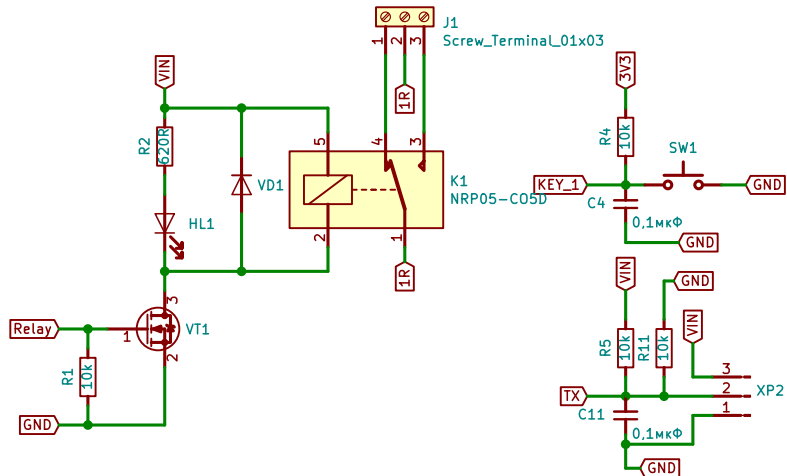 J1
Screw_Terminal_01x03
1
2
3
1R
VIN
R2
620R
VD1
HL1
5
4
3
K1
NRP05-C05D
2
1
1R
Relay
1
3
VT1
2
R1
10k
GND
3V3
R4
10k
SW1
KEY_1
GND
C4
0,1мкФ
GND
VIN
GND
R5
10k
R11
10k
VIN
3
2
1
XP2
TX
C11
0,1мкФ
GND